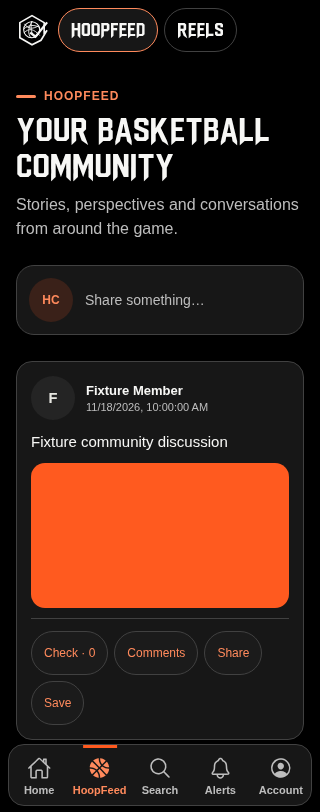 HOOPFEED
REELS
HOOPFEED
YOUR BASKETBALL
COMMUNITY
Stories, perspectives and conversations
from around the game.
HC
Share something…
F
Fixture Member
11/18/2026, 10:00:00 AM
Fixture community discussion
Check · 0
Comments
Share
Save
Home
HoopFeed
Search
Alerts
Account